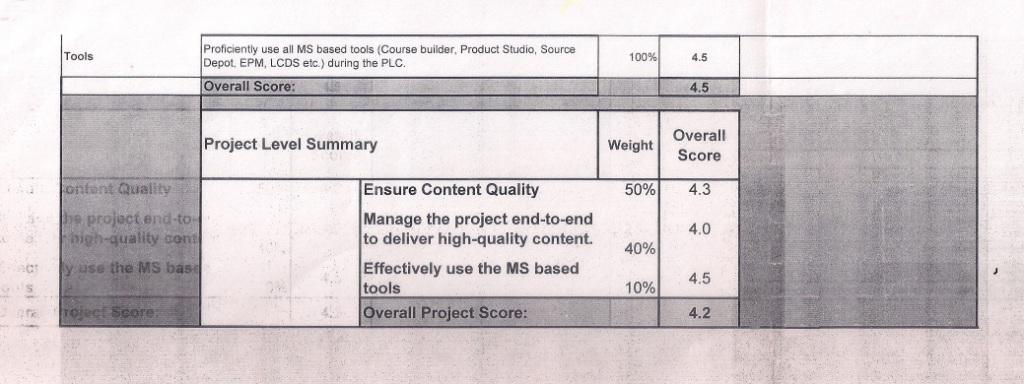 Tools
Proficiently use all MS based tools (Course builder, Product Studio, Source
Depot, EPM, LCDS etc.) during the PLC.
100%
4.5
Overall Score:
4.5
Project Level Summary
Weight
Overall
Score
Ensure Content Quality
50%
4.3
Manage the project end-to-end
to deliver high-quality content.
40%
4.0
Effectively use the MS based
tools
10%
4.5
Overall Project Score:
4.2
ontent Quality
he project end-to-
high-quality cont
ly use the MS base
roject Score: